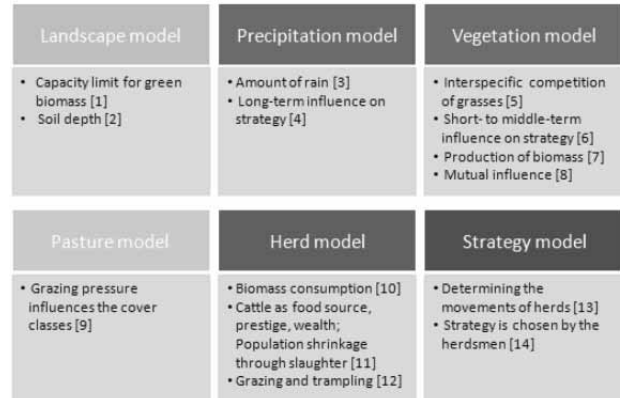 Landscape model
• Capacity limit for green
biomass [1]
• Soil depth [2]
Precipitation model
• Amount of rain [3]
• Long-term influence on
strategy [4]
Vegetation model
• Interspecific competition
of grasses [5]
• Short- to middle-term
influence on strategy [6]
• Production of biomass [7]
• Mutual influence [8]
Pasture model
• Grazing pressure
influences the cover
classes [9]
Herd model
• Biomass consumption [10]
• Cattle as food source,
prestige, wealth;
Population shrinkage
through slaughter [11]
• Grazing and trampling [12]
Strategy model
• Determining the
movements of herds [13]
• Strategy is chosen by the
herdsmen [14]